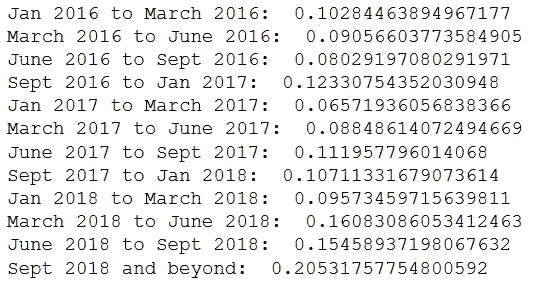 Jan 2016 to March 2016:  0.10284463894967177
March 2016 to June 2016:  0.09056603773584905
June 2016 to Sept 2016:  0.08029197080291971
Sept 2016 to Jan 2017:  0.12330754352030948
Jan 2017 to March 2017:  0.06571936056838366
March 2017 to June 2017:  0.08848614072494669
June 2017 to Sept 2017:  0.111957796014068
Sept 2017 to Jan 2018:  0.10711331679073614
Jan 2018 to March 2018:  0.09573459715639811
March 2018 to June 2018:  0.16083086053412463
June 2018 to Sept 2018:  0.15458937198067632
Sept 2018 and beyond:  0.20531757754800592